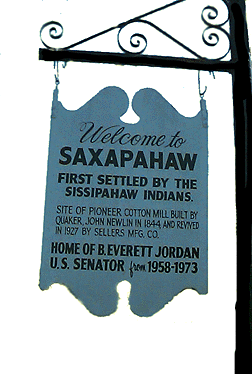 Welcome to
SAXAPAHAW
FIRST SETTLED BY THE
SISSIPAHAW INDIANS.
SITE OF PIONEER COTTON MILL BUILT BY
QUAKER, JOHN NEWLIN IN 1844, AND REVIVED
IN 1927 BY SELLERS MFG. CO.
HOME OF B. EVERETT JORDAN
U.S. SENATOR from 1958-1973